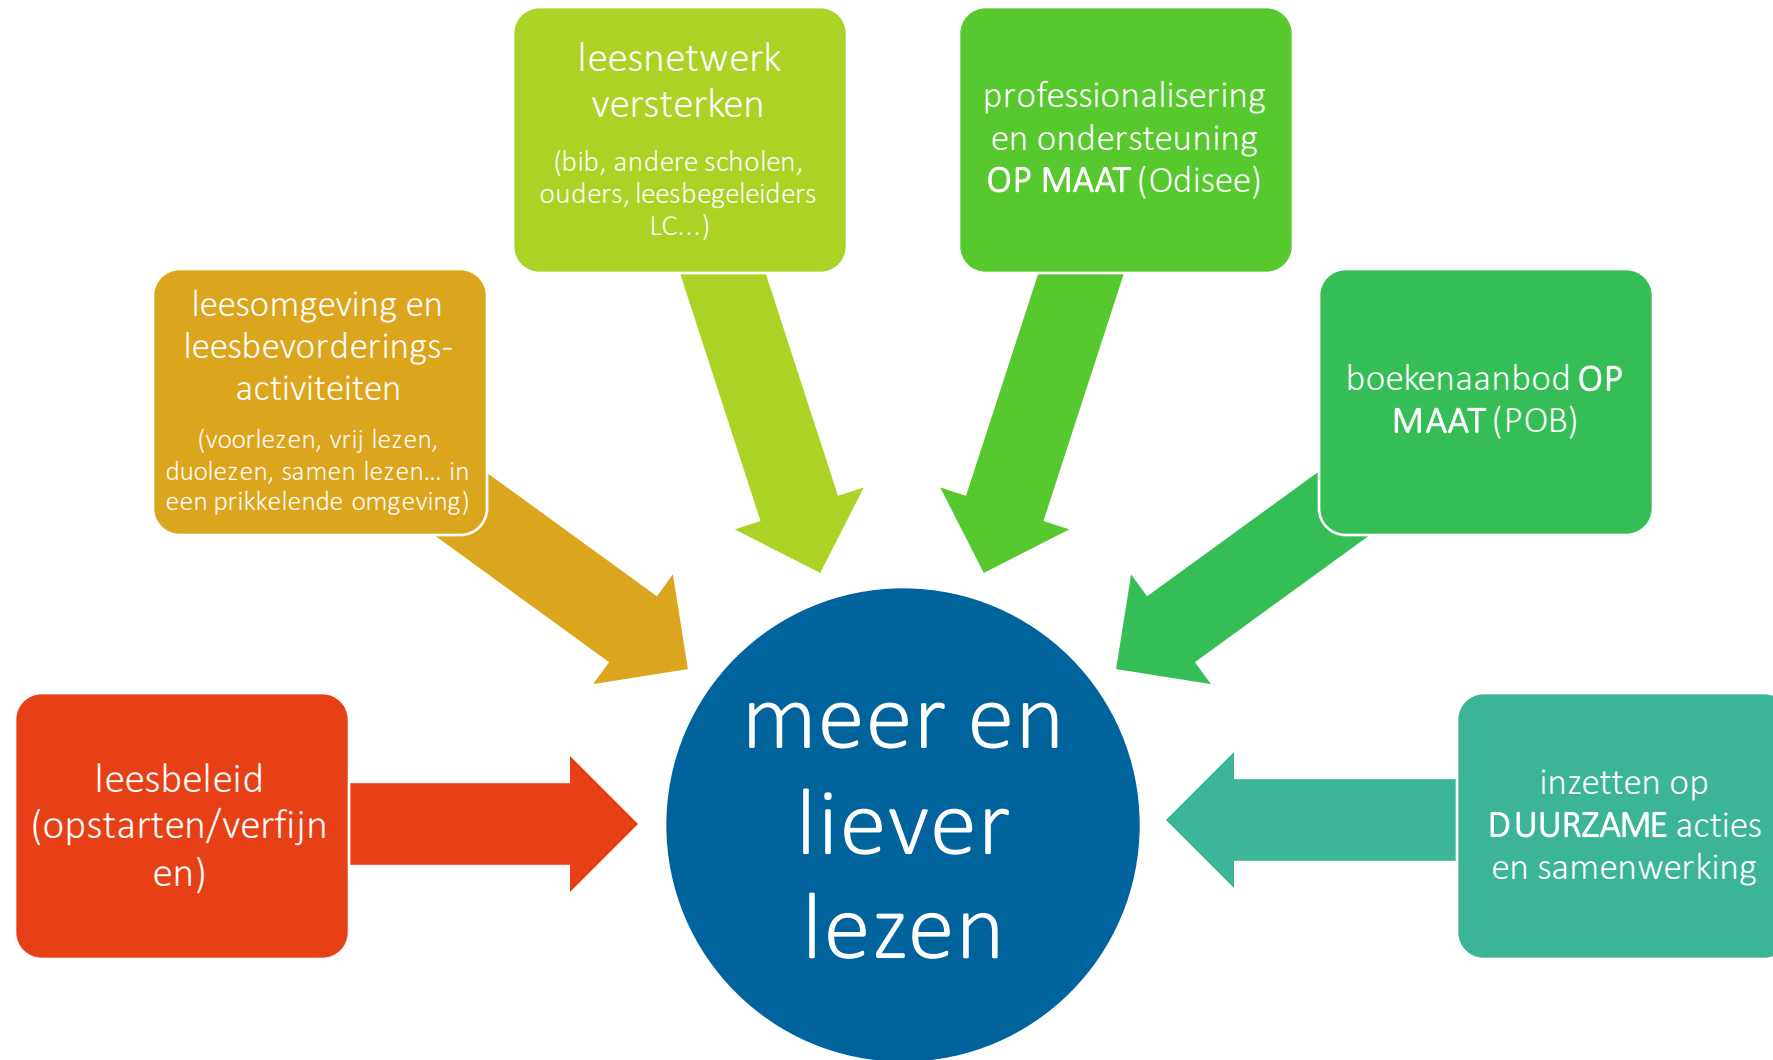 leesnetwerk
versterken
(bib, andere scholen,
ouders, leesbegeleiders
LC...)
professionalisering
en ondersteuning
OP MAAT (Odisee)
leesomgeving en
leesbevorderings-
activiteiten
(voorlezen, vrij lezen,
duolezen, samen lezen... in
een prikkelende omgeving)
boekenaanbod OP
MAAT (POB)
leesbeleid
(opstarten/verfijn
en)
meer en
liever
lezen
inzetten op
DUURZAME acties
en samenwerking